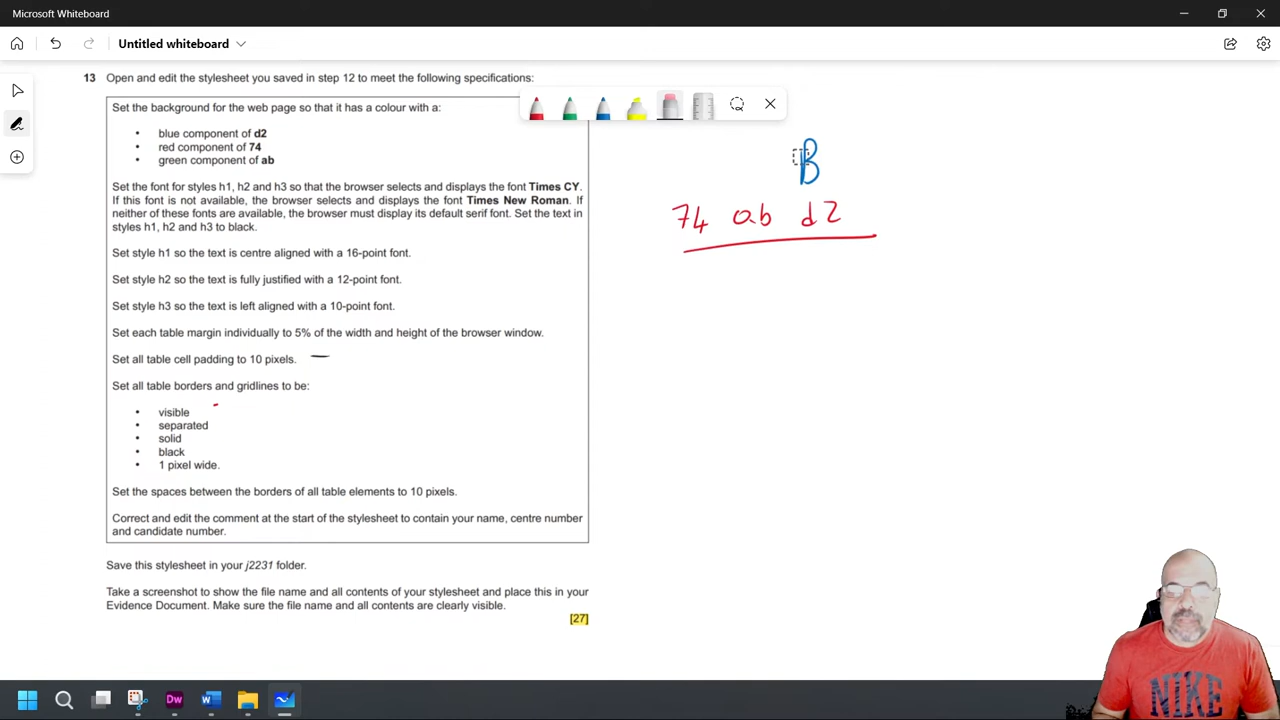 Microsoft Whiteboard
Untitled whiteboard
13 Open and edit the stylesheet you saved in step 12 to meet the following specifications:
Set the background for the web page so that it has a colour with a:
• blue component of d2
• red component of 74
• green component of ab
Set the font for styles h1, h2 and h3 so that the browser selects and displays the font Times CY.
If this font is not available, the browser selects and displays the font Times New Roman. If
neither of these fonts are available, the browser must display its default serif font. Set the text in
styles h1, h2 and h3 to black.
Set style h1 so the text is centre aligned with a 16-point font.
Set style h2 so the text is fully justified with a 12-point font.
Set style h3 so the text is left aligned with a 10-point font.
Set each table margin individually to 5% of the width and height of the browser window.
Set all table cell padding to 10 pixels.
Set all table borders and gridlines to be:
• visible
• separated
• solid
• black
• 1 pixel wide.
Set the spaces between the borders of all table elements to 10 pixels.
Correct and edit the comment at the start of the stylesheet to contain your name, centre number
and candidate number.
Save this stylesheet in your j2231 folder.
Take a screenshot to show the file name and all contents of your stylesheet and place this in your
Evidence Document. Make sure the file name and all contents are clearly visible.
[27]
B
74 ab d2
Dw
W
NIKE